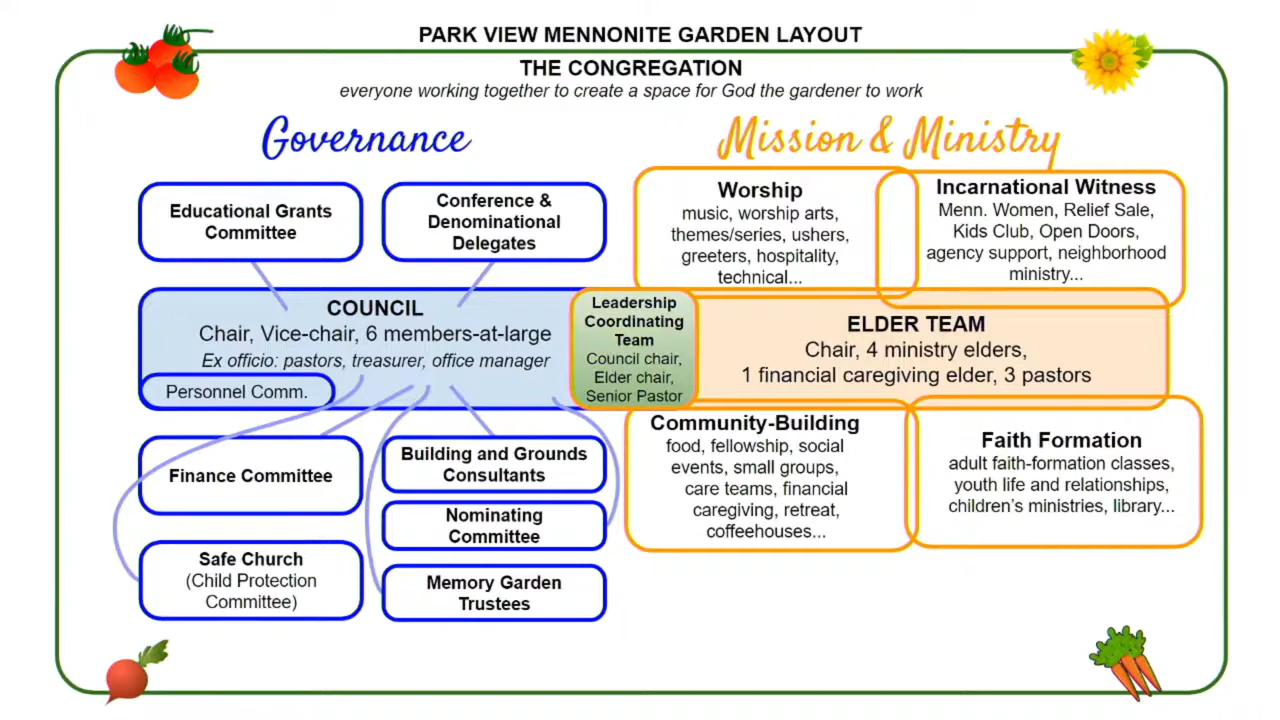 PARK VIEW MENNONITE GARDEN LAYOUT
THE CONGREGATION
everyone working together to create a space for God the gardener to work
Governance
Educational Grants
Committee
Conference &
Denominational
Delegates
COUNCIL
Chair, Vice-chair, 6 members-at-large
Ex officio: pastors, treasurer, office manager
Personnel Comm.
Finance Committee
Building and Grounds
Consultants
Nominating
Committee
Safe Church
(Child Protection
Committee)
Memory Garden
Trustees
Leadership
Coordinating
Team
Council chair,
Elder chair,
Senior Pastor
Mission & Ministry
Worship
music, worship arts,
themes/series, ushers,
greeters, hospitality,
technical...
Incarnational Witness
Menn. Women, Relief Sale,
Kids Club, Open Doors,
agency support, neighborhood
ministry...
ELDER TEAM
Chair, 4 ministry elders,
1 financial caregiving elder, 3 pastors
Community-Building
food, fellowship, social
events, small groups,
care teams, financial
caregiving, retreat,
coffeehouses...
Faith Formation
adult faith-formation classes,
youth life and relationships,
children's ministries, library...